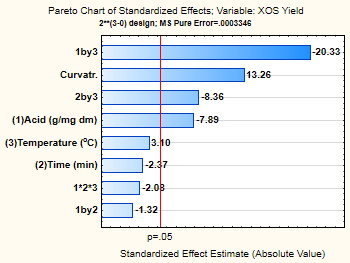 Pareto Chart of Standardized Effects; Variable: XOS Yield
2**(3-0) design; MS Pure Error=.0003346
1by3 -20.33
Curvatr. 13.26
2by3 -8.36
(1)Acid (g/mg dm) -7.89
(3)Temperature (ºC) 3.10
(2)Time (min) -2.37
1*2*3 -2.08
1by2 -1.32
p=.05
Standardized Effect Estimate (Absolute Value)